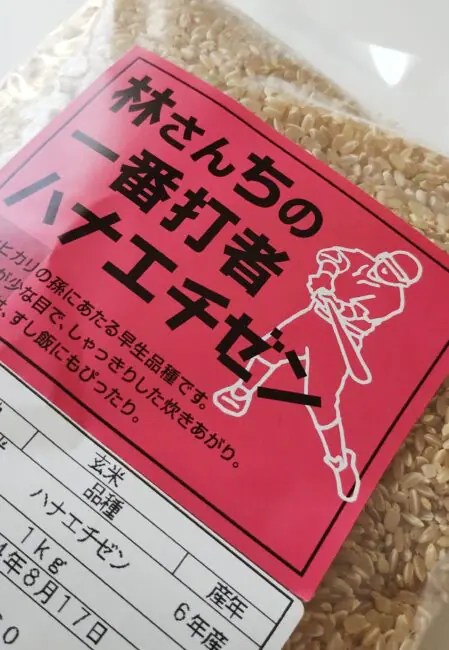 林さんちの
一番打者
ハナエチゼン
ヒカリの孫にあたる早生品種です。
が少な目で、しゃっきりした炊きあがり。
すし飯にもぴったり。
玄米
品種 産年
ハナエチゼン 6年産
1kg
4年8月17日